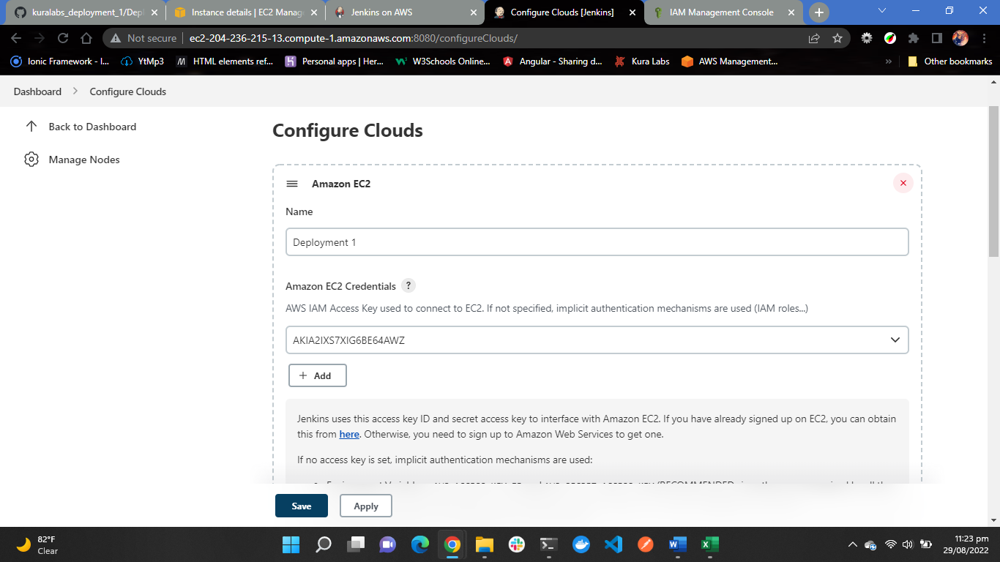 kuralabs_deployment_1/Depl
Instance details | EC2 Manag
Jenkins on AWS
Configure Clouds [Jenkins]
IAM Management Console
Not secure
ec2-204-236-215-13.compute-1.amazonaws.com:8080/configureClouds/
Ionic Framework - I...
YtMp3
HTML elements ref...
Personal apps | Her...
W3Schools Online...
Angular - Sharing d...
Kura Labs
AWS Management...
Other bookmarks
Dashboard
Configure Clouds
Back to Dashboard
Manage Nodes
Configure Clouds
Amazon EC2
Name
Deployment 1
Amazon EC2 Credentials ?
AWS IAM Access Key used to connect to EC2. If not specified, implicit authentication mechanisms are used (IAM roles...)
AKIA2IXS7XIG6BE64AWZ
Add
Jenkins uses this access key ID and secret access key to interface with Amazon EC2. If you have already signed up on EC2, you can obtain
this from here. Otherwise, you need to sign up to Amazon Web Services to get one.
If no access key is set, implicit authentication mechanisms are used:
Save
Apply
82°F
Clear
11:23 pm
29/08/2022